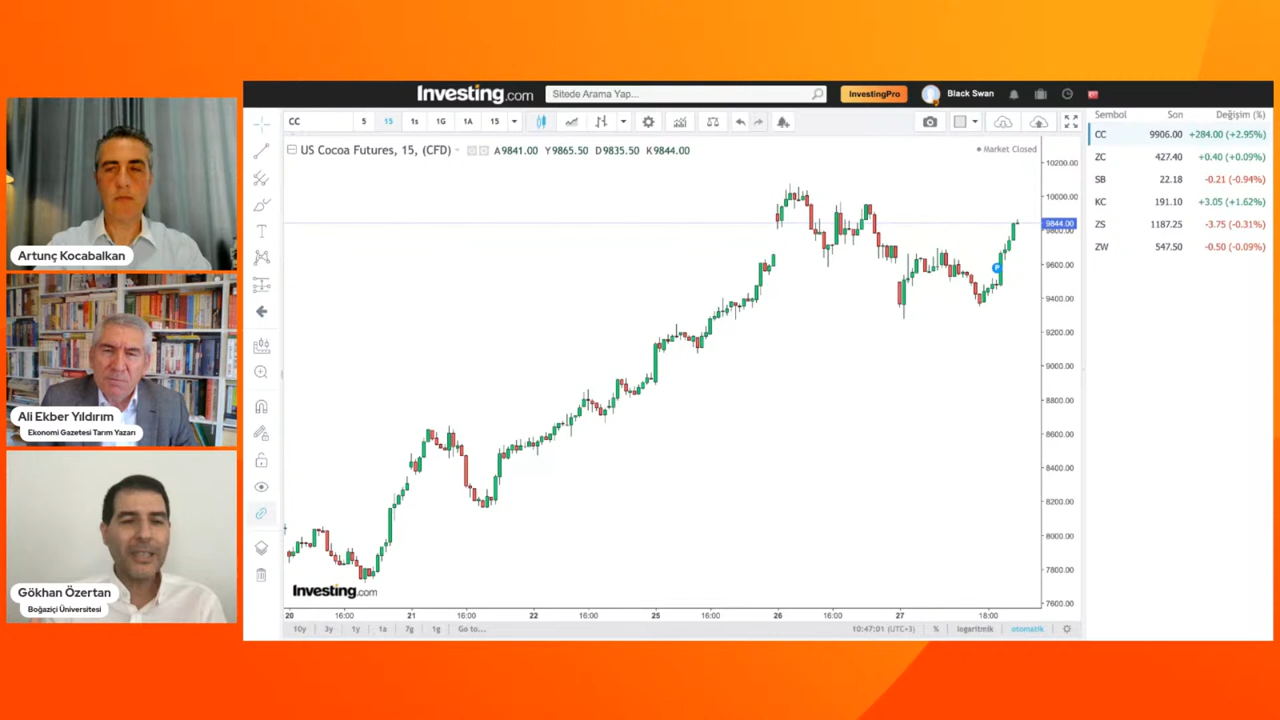 Artunç Kocabalkan
Ali Ekber Yıldırım
Ekonomi Gazetesi Tarım Yazarı
Gökhan Özertan
Boğaziçi Üniversitesi
Investing.com
Sitede Arama Yap...
InvestingPro
Black Swan
CC
5
15
1s
1G
1A
15
US Cocoa Futures, 15, (CFD)
A9841.00 Y9865.50 D9835.50 K9844.00
Market Closed
10200.00
10000.00
9844.00
9800.00
9600.00
9400.00
9200.00
9000.00
8800.00
8600.00
8400.00
8200.00
8000.00
7800.00
7600.00
Investing.com
20 16:00 21 16:00 22 16:00 25 16:00 26 16:00 27 18:00
10y 3y 1y 1a 7g 1g Go to...
10:47:01 (UTC+3) % logaritmik otomatik
Sembol Son Değişim (%)
CC 9906.00 +284.00 (+2.95%)
ZC 427.40 +0.40 (+0.09%)
SB 22.18 -0.21 (-0.94%)
KC 191.10 +3.05 (+1.62%)
ZS 1187.25 -3.75 (-0.31%)
ZW 547.50 -0.50 (-0.09%)